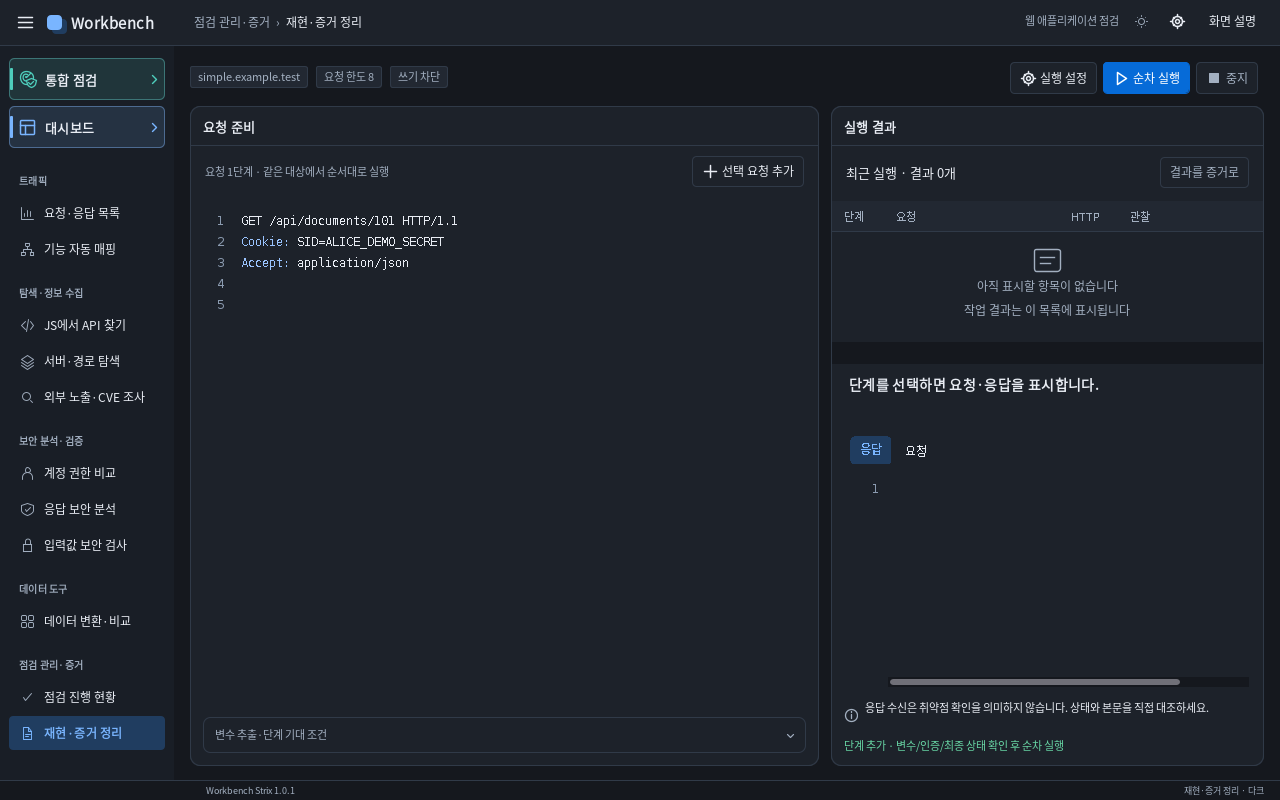 Workbench
점검 관리·증거 › 재현·증거 정리
웹 애플리케이션 점검
화면 설명
통합 점검
대시보드
트래픽
요청·응답 목록
기능 자동 매핑
탐색·정보 수집
JS에서 API 찾기
서버·경로 탐색
외부 노출·CVE 조사
보안 분석·검증
계정 권한 비교
응답 보안 분석
입력값 보안 검사
데이터 도구
데이터 변환·비교
점검 관리·증거
점검 진행 현황
재현·증거 정리
simple.example.test
요청 한도 8
쓰기 차단
실행 설정
순차 실행
중지
요청 준비
요청 1단계 · 같은 대상에서 순서대로 실행
선택 요청 추가
1 GET /api/documents/101 HTTP/1.1
2 Cookie: SID=ALICE_DEMO_SECRET
3 Accept: application/json
4
5
변수 추출·단계 기대 조건
실행 결과
최근 실행 · 결과 0개
결과를 증거로
단계 요청 HTTP 관찰
아직 표시할 항목이 없습니다
작업 결과는 이 목록에 표시됩니다
단계를 선택하면 요청·응답을 표시합니다.
응답 요청
1
응답 수신은 취약점 확인을 의미하지 않습니다. 상태와 본문을 직접 대조하세요.
단계 추가 · 변수/인증/최종 상태 확인 후 순차 실행
Workbench Strix 1.0.1
재현·증거 정리 · 다크